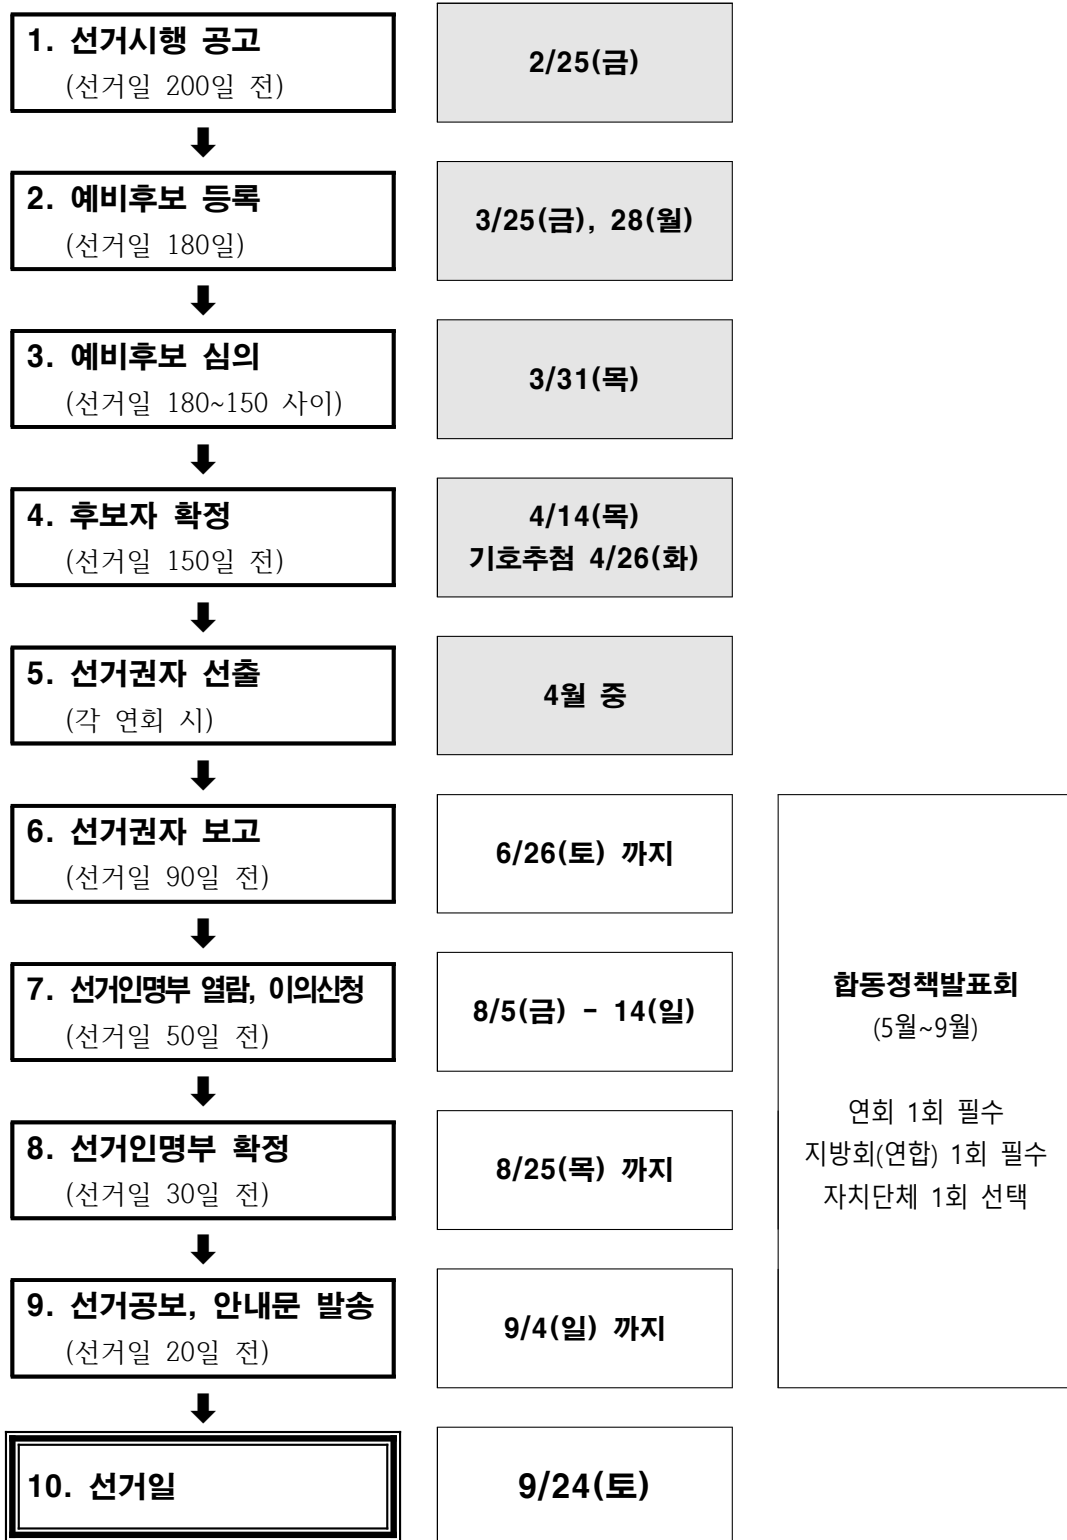 1. 선거시행 공고
(선거일 200일 전)
2/25(금)
2. 예비후보 등록
(선거일 180일)
3/25(금), 28(월)
3. 예비후보 심의
(선거일 180~150 사이)
3/31(목)
4. 후보자 확정
(선거일 150일 전)
4/14(목)
기호추첨 4/26(화)
5. 선거권자 선출
(각 연회 시)
4월 중
6. 선거권자 보고
(선거일 90일 전)
6/26(토) 까지
7. 선거인명부 열람, 이의신청
(선거일 50일 전)
8/5(금) - 14(일)
8. 선거인명부 확정
(선거일 30일 전)
8/25(목) 까지
9. 선거공보, 안내문 발송
(선거일 20일 전)
9/4(일) 까지
합동정책발표회
(5월~9월)
연회 1회 필수
지방회(연합) 1회 필수
자치단체 1회 선택
10. 선거일
9/24(토)